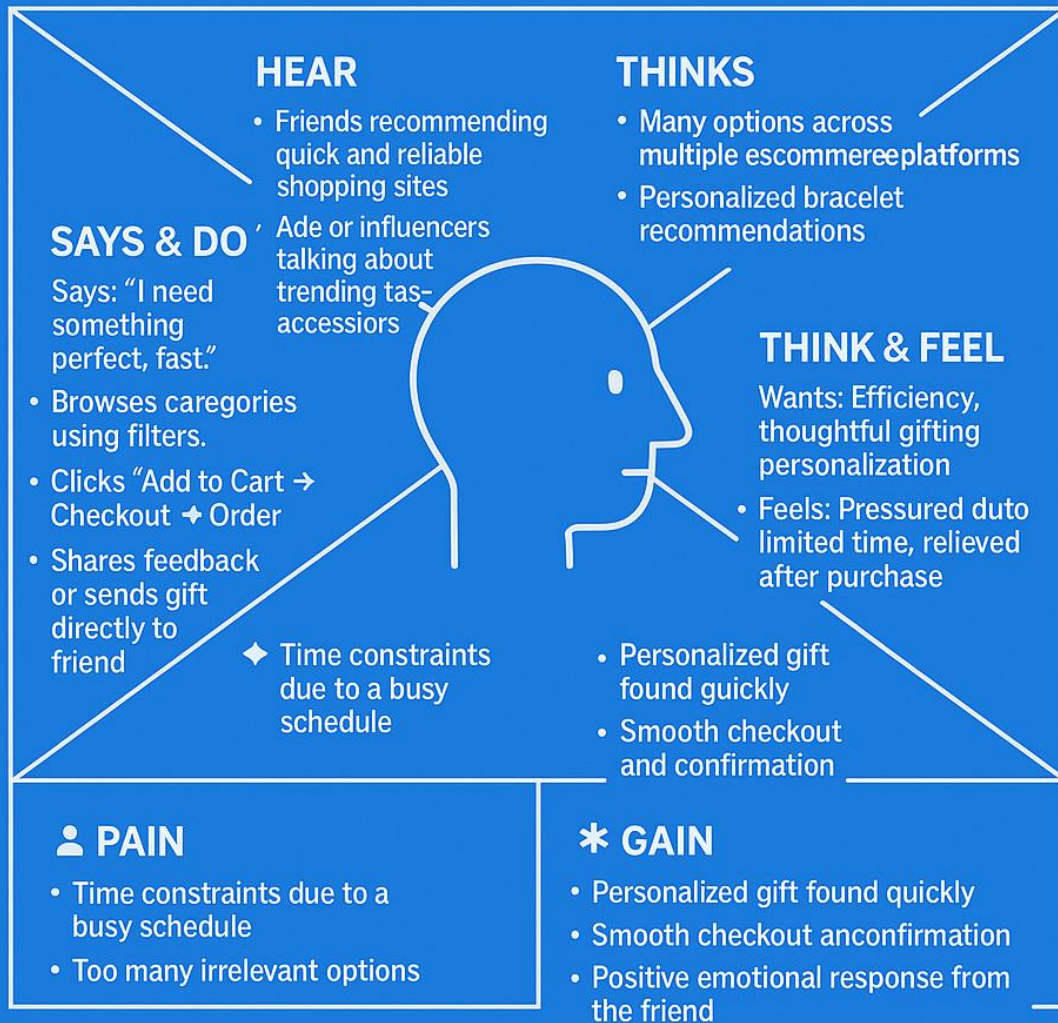 HEAR
• Friends recommending
quick and reliable
shopping sites
′ Ade or influencers
talking about
trending tas–
accessiors
THINKS
• Many options across
multiple escommereeplatforms
• Personalized bracelet
recommendations
SAYS & DO
Says: “I need
something
perfect, fast.”
• Browses caregories
using filters.
• Clicks “Add to Cart →
Checkout ✦ Order
• Shares feedback
or sends gift
directly to
friend
THINK & FEEL
Wants: Efficiency,
thoughtful gifting
personalization
• Feels: Pressured duto
limited time, relieved
after purchase
✦ Time constraints
due to a busy
schedule
• Personalized gift
found guickly
• Smooth checkout
and confirmation
PAIN
• Time constraints due to a
busy schedule
• Too many irrelevant options
* GAIN
• Personalized gift found quickly
• Smooth checkout anconfirmation
• Positive emotional response from
the friend